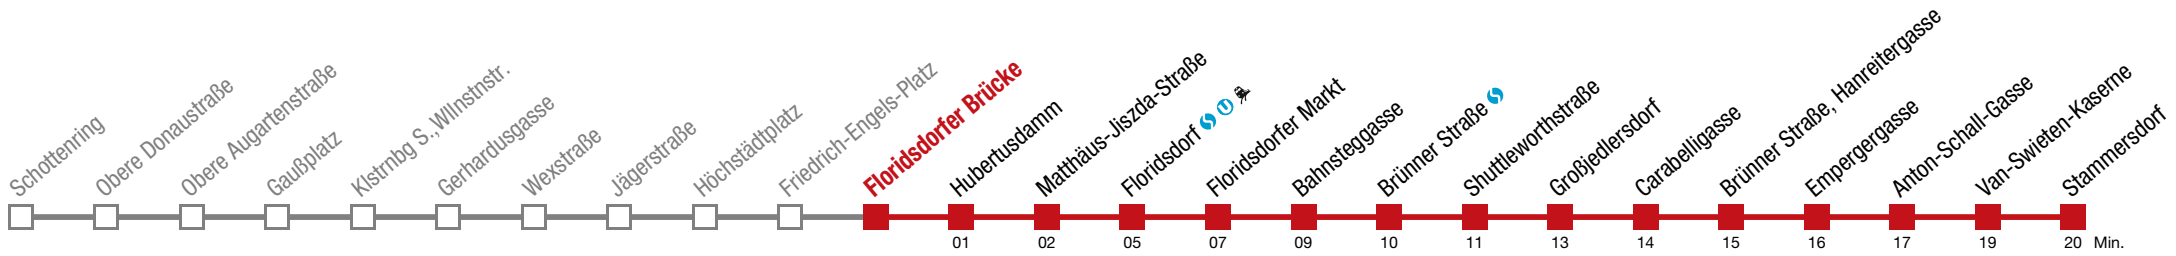 Schottenring
Obere Donaustraße
Obere Augartenstraße
Gaußplatz
Klstrnbg S.,Wllnstnstr.
Gerhardusgasse
Wexstraße
Jägerstraße
Höchstädtplatz
Friedrich-Engels-Platz
Floridsdorfer Brücke
Hubertusdamm
Matthäus-Jiszda-Straße
Floridsdorf S U
Floridsdorfer Markt
Bahnsteggasse
Brünner Straße S
Shuttleworthstraße
Großjedlersdorf
Carabelligasse
Brünner Straße, Hanreitergasse
Empergergasse
Anton-Schall-Gasse
Van-Swieten-Kaserne
Stammersdorf
01 02 05 07 09 10 11 13 14 15 16 17 19 20 Min.